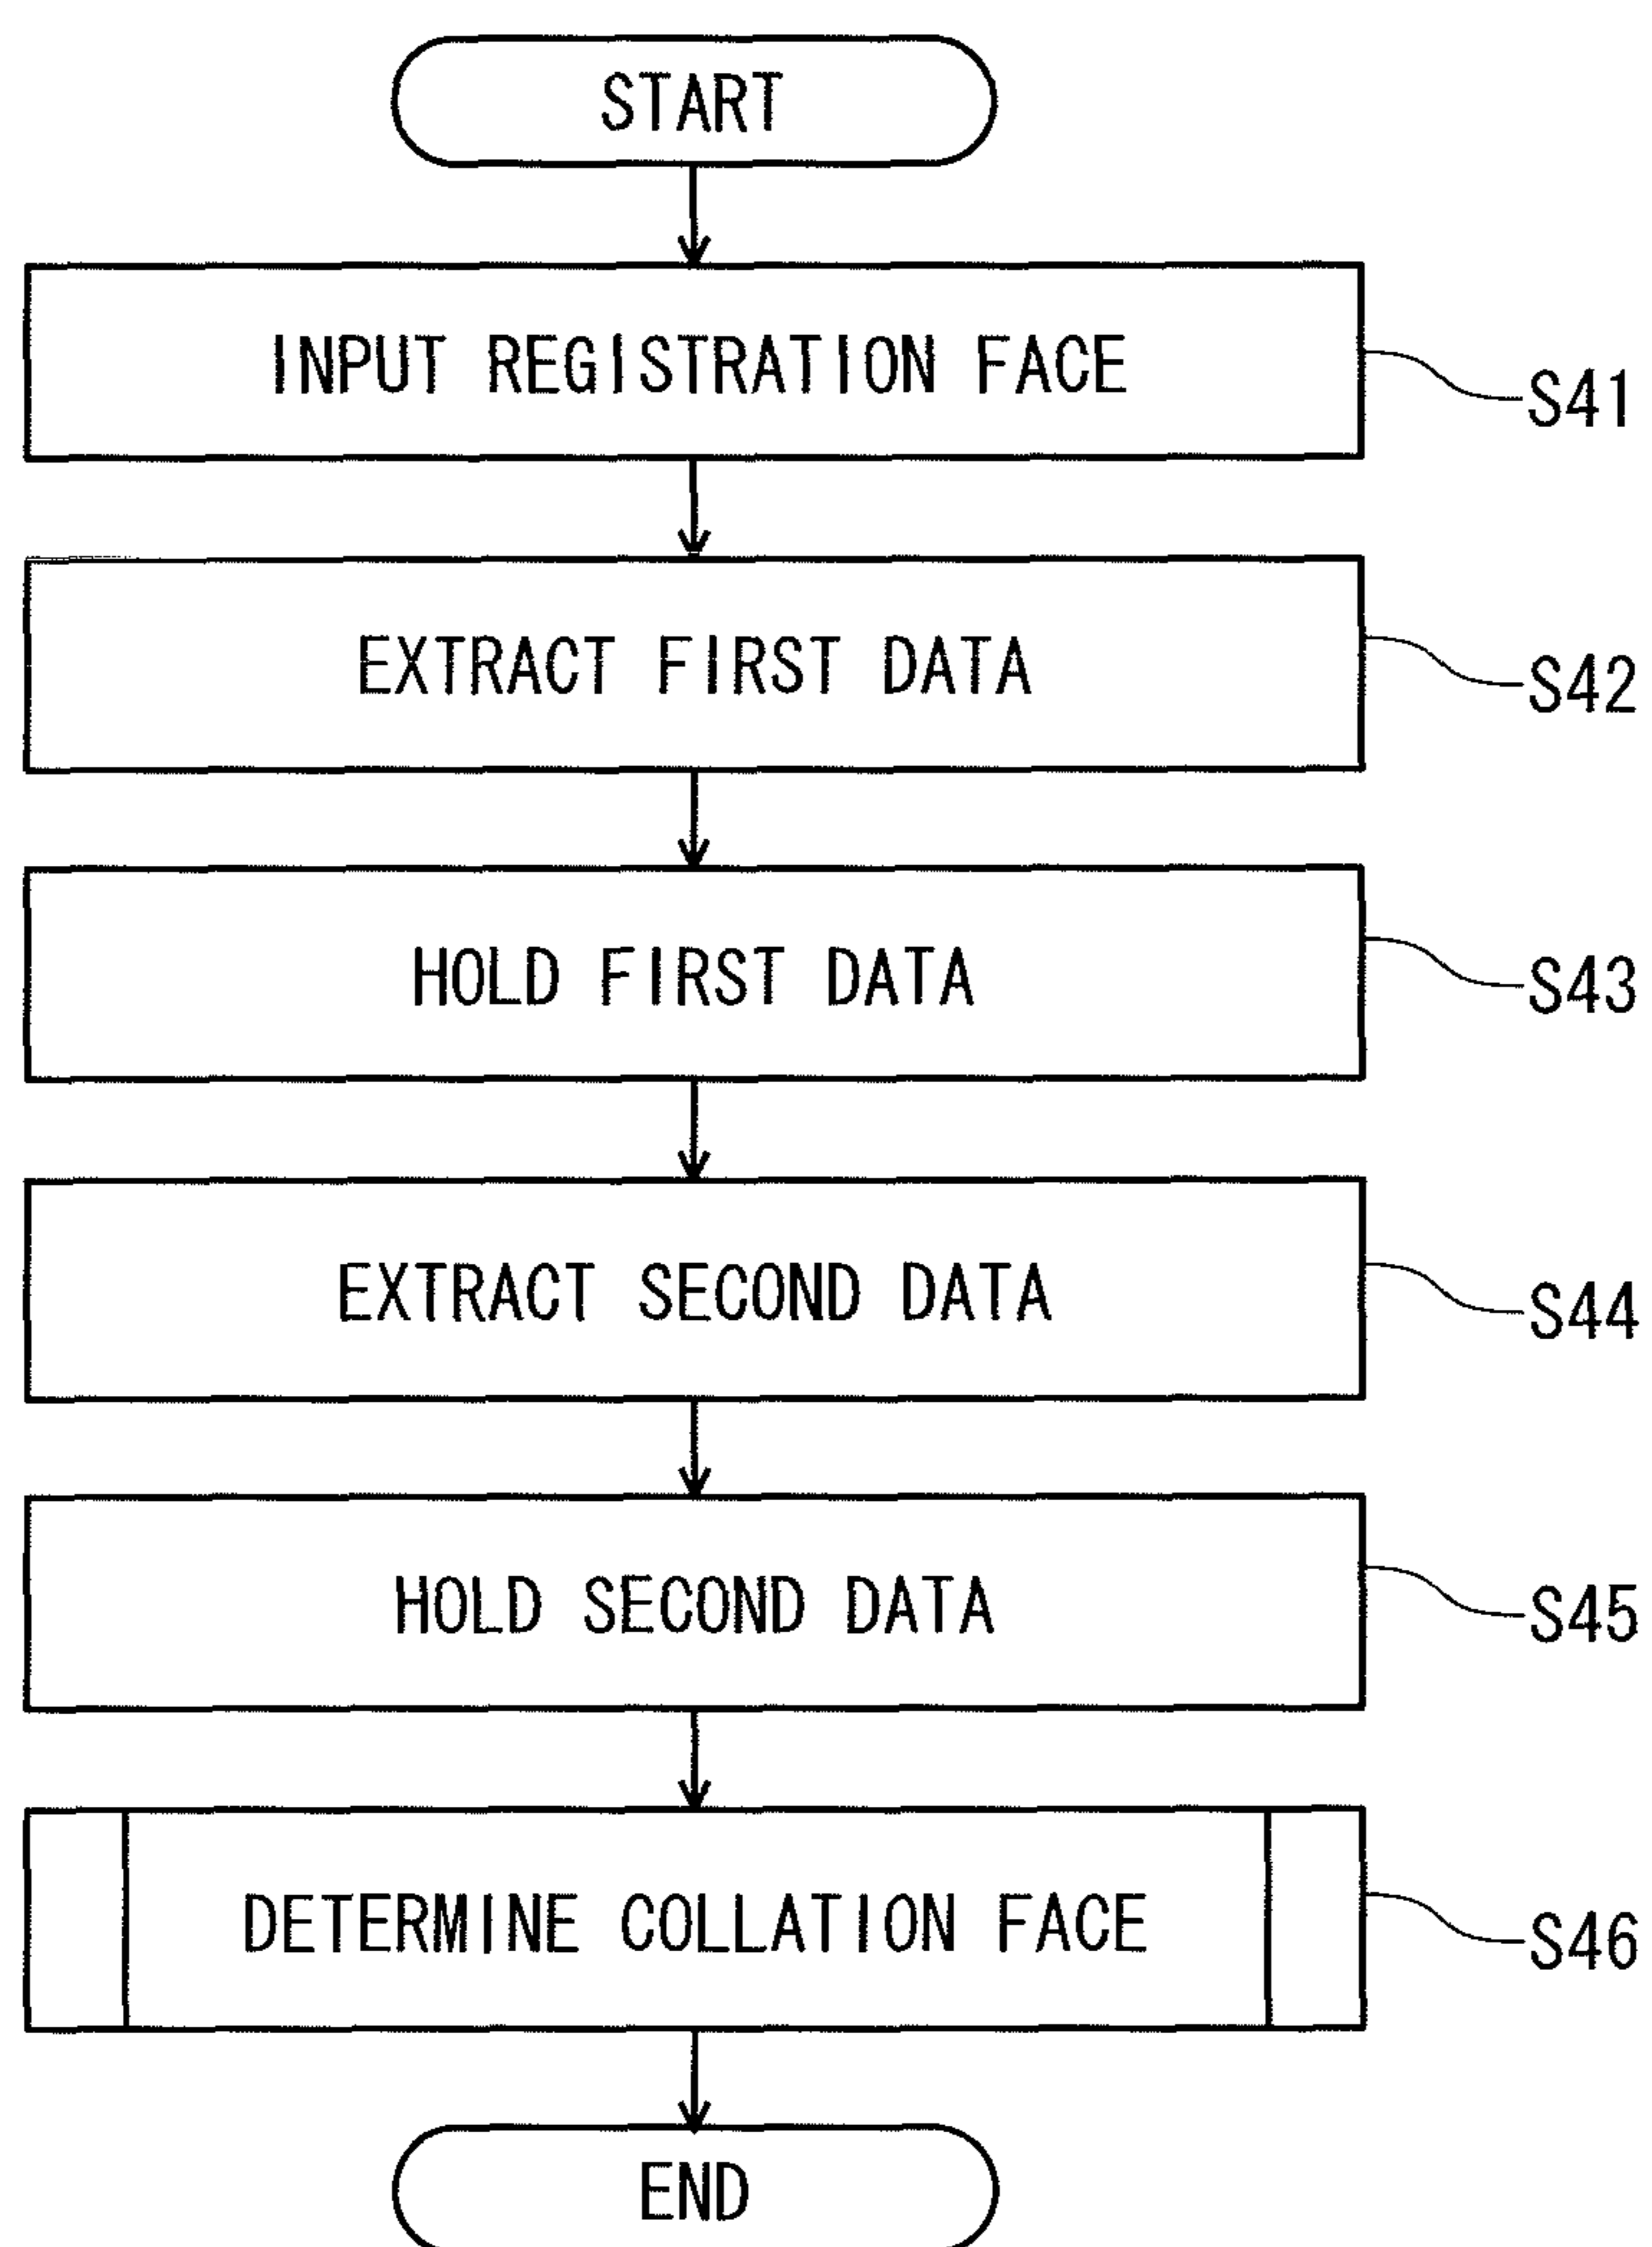 START
INPUT REGISTRATION FACE
S41
EXTRACT FIRST DATA
S42
HOLD FIRST DATA
S43
EXTRACT SECOND DATA
S44
HOLD SECOND DATA
S45
DETERMINE COLLATION FACE
S46
END